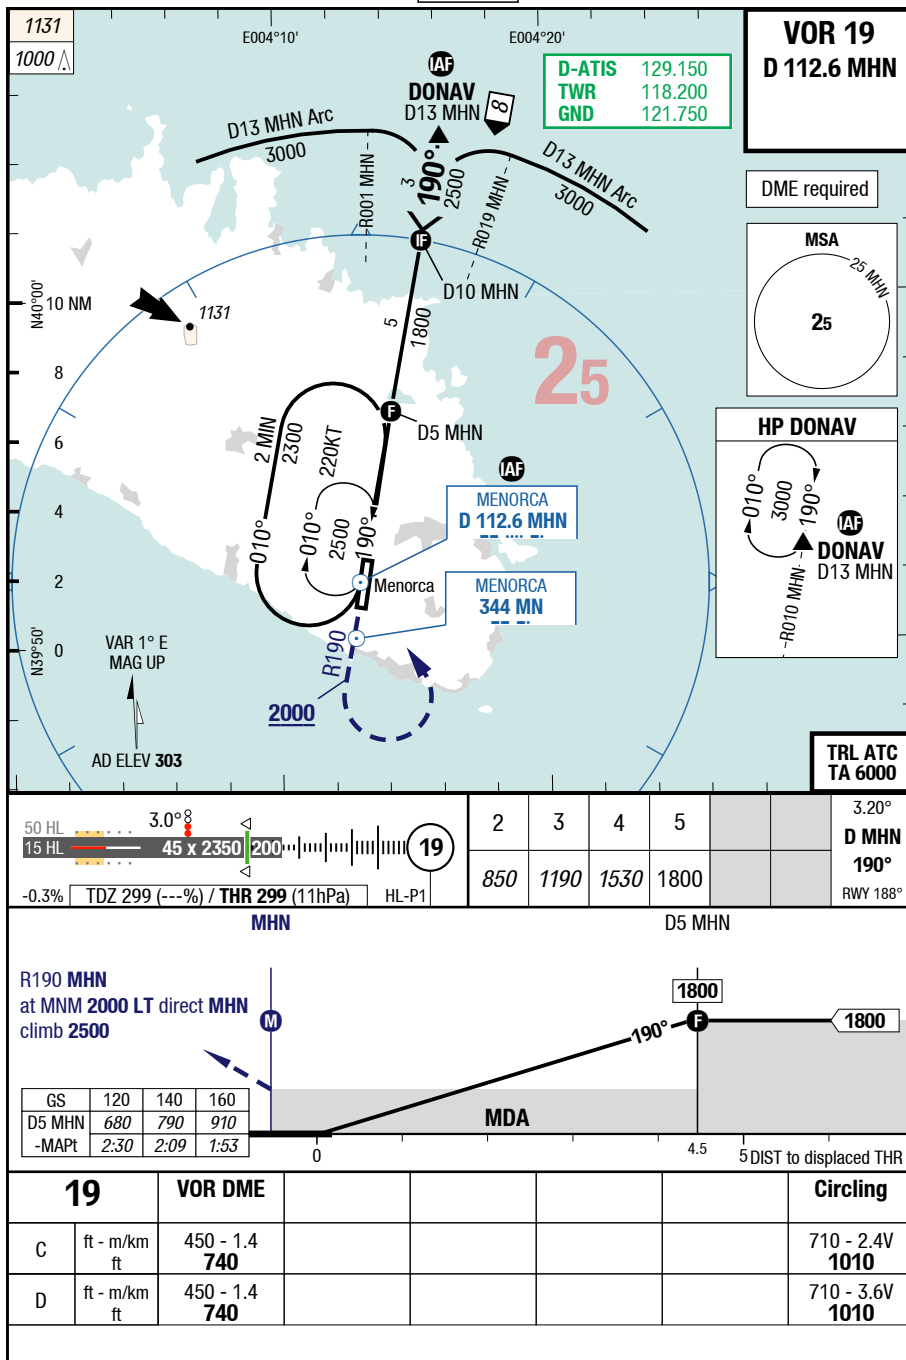 1131
1000
E004°10'
E004°20'
VOR 19
D 112.6 MHN
IAF
DONAV
D13 MHN
8
D-ATIS 129.150
TWR 118.200
GND 121.750
D13 MHN Arc
3000
R001 MHN
3
190°
2500
R019 MHN
D13 MHN Arc
3000
DME required
IF
D10 MHN
MSA
25 MHN
25
N40°00'
10 NM
1131
5
1800
25
8
6
4
2
0
F
D5 MHN
2 MIN
2300
220KT
010°
010°
2500
190°
IAF
MENORCA
D 112.6 MHN
Menorca
MENORCA
344 MN
HP DONAV
010°
3000
190°
IAF
DONAV
D13 MHN
R010 MHN
N39°50'
VAR 1° E
MAG UP
R190
2000
AD ELEV 303
TRL ATC
TA 6000
50 HL
15 HL
3.0°
45 x 2350
200
19
-0.3%
TDZ 299 (---%) / THR 299 (11hPa)
HL-P1
2 3 4 5
850 1190 1530 1800
3.20°
D MHN
190°
RWY 188°
MHN
D5 MHN
R190 MHN
at MNM 2000 LT direct MHN
climb 2500
M
1800
F
190°
1800
MDA
GS 120 140 160
D5 MHN 680 790 910
-MAPt 2:30 2:09 1:53
0
4.5
5
DIST to displaced THR
19 VOR DME Circling
C ft - m/km 450 - 1.4 710 - 2.4V
ft 740 1010
D ft - m/km 450 - 1.4 710 - 3.6V
ft 740 1010